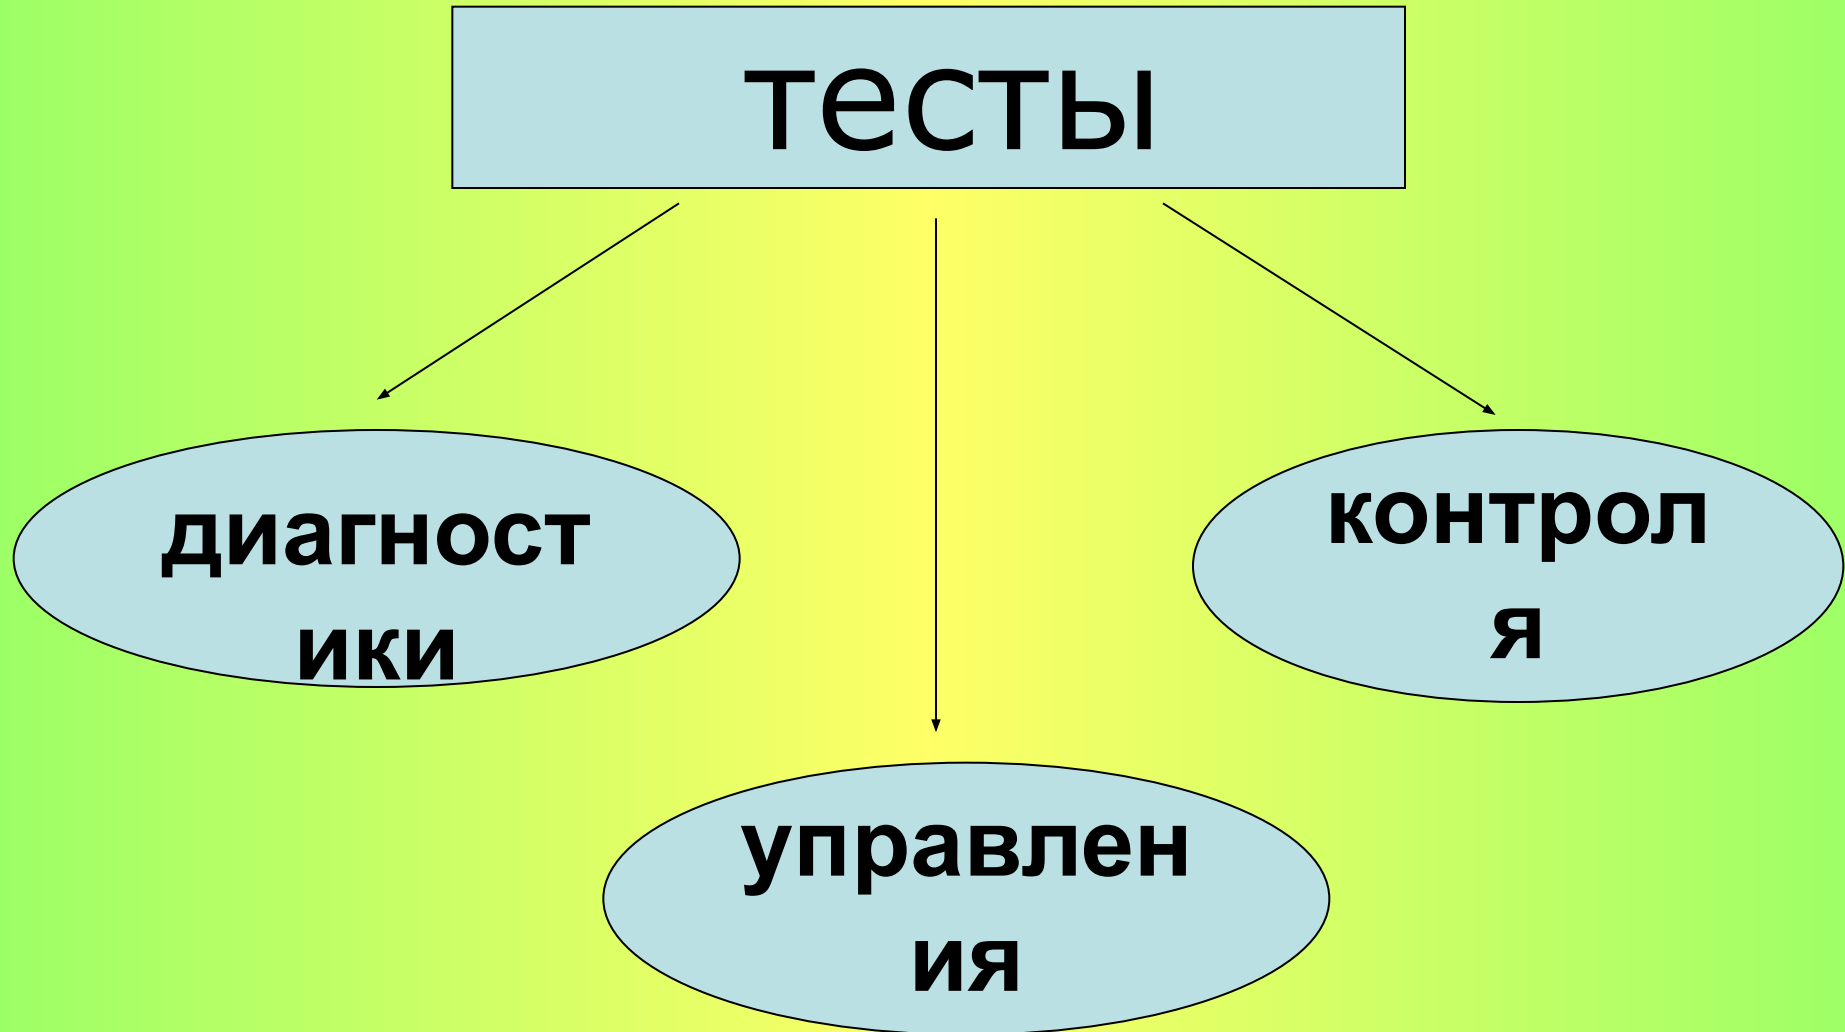 тесты
диагност
ики
контрол
я
управлен
ия